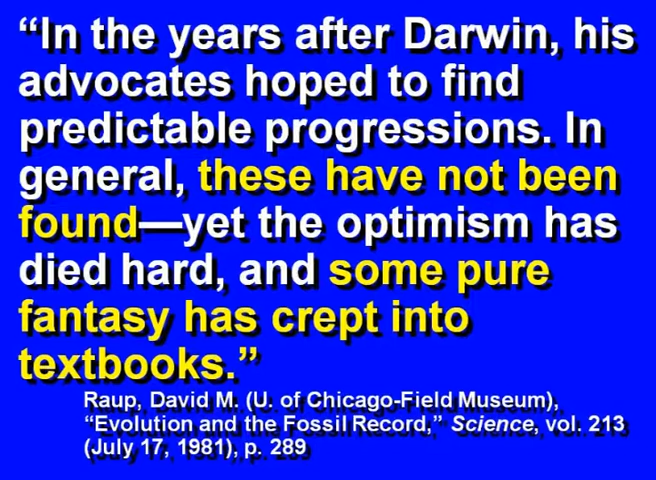 “In the years after Darwin, his
advocates hoped to find
predictable progressions. In
general, these have not been
found—yet the optimism has
died hard, and some pure
fantasy has crept into
textbooks.”
Raup, David M. (U. of Chicago-Field Museum),
“Evolution and the Fossil Record,” Science, vol. 213
(July 17, 1981), p. 289